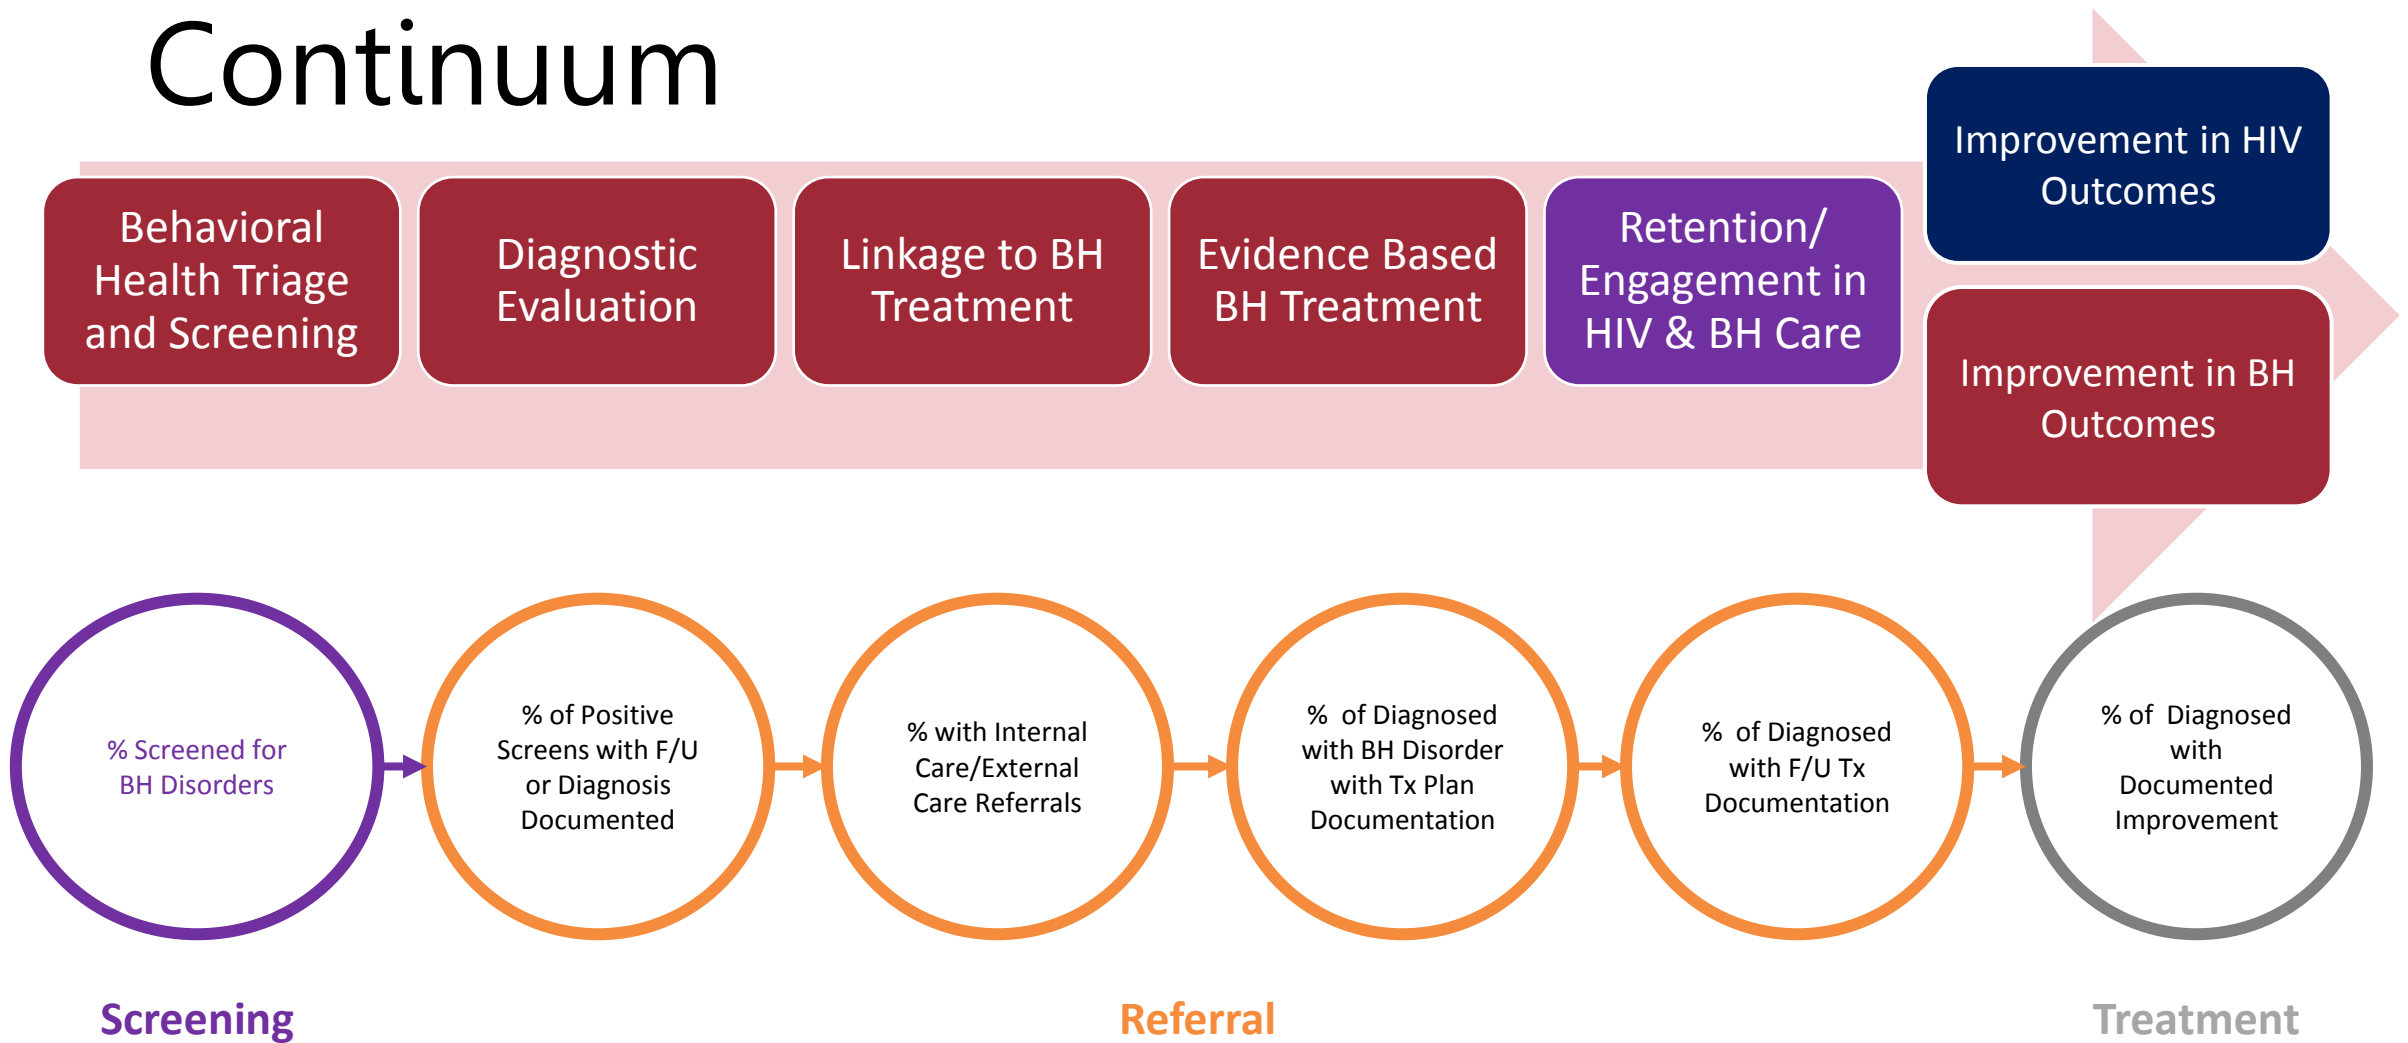 Continuum
Behavioral
Health Triage
and Screening
Diagnostic
Evaluation
Linkage to BH
Treatment
Evidence Based
BH Treatment
Retention/
Engagement in
HIV & BH Care
Improvement in HIV
Outcomes
Improvement in BH
Outcomes
% Screened for
BH Disorders
% of Positive
Screens with F/U
or Diagnosis
Documented
% with Internal
Care/External
Care Referrals
% of Diagnosed
with BH Disorder
with Tx Plan
Documentation
% of Diagnosed
with F/U Tx
Documentation
% of Diagnosed
with
Documented
Improvement
Screening
Referral
Treatment